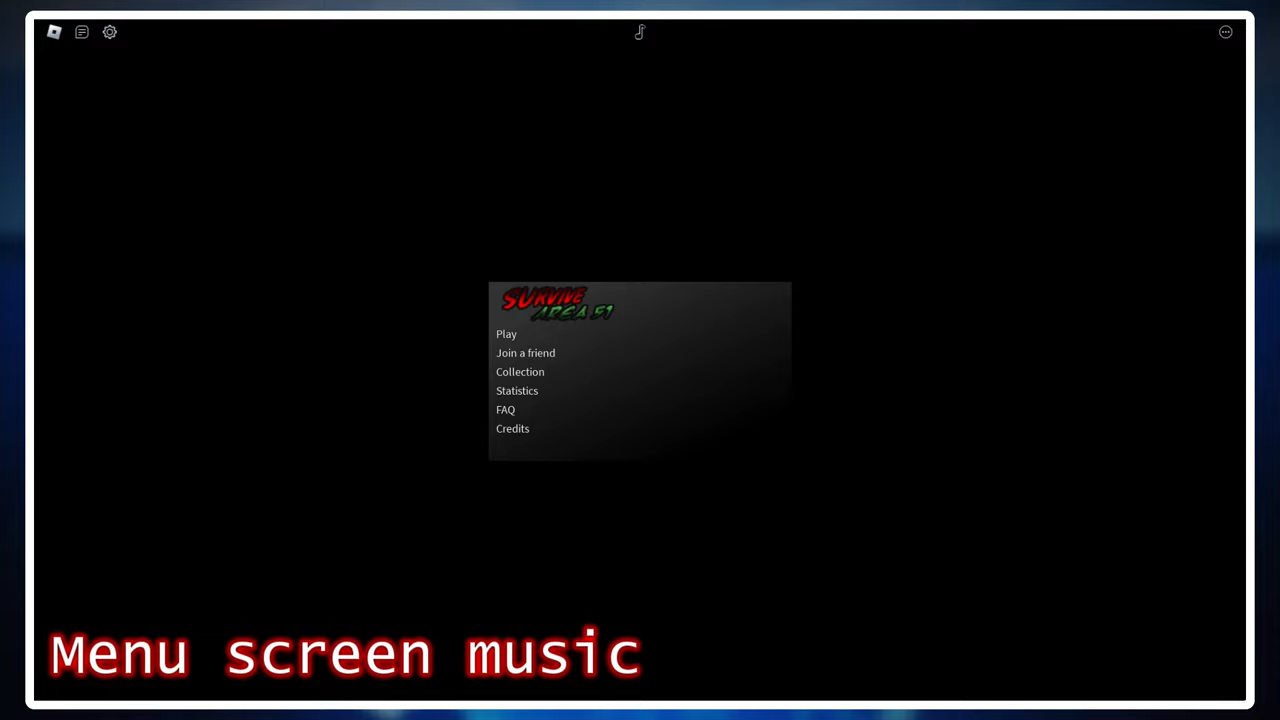 SURVIVE
AREA 51
Play
Join a friend
Collection
Statistics
FAQ
Credits
Menu screen music